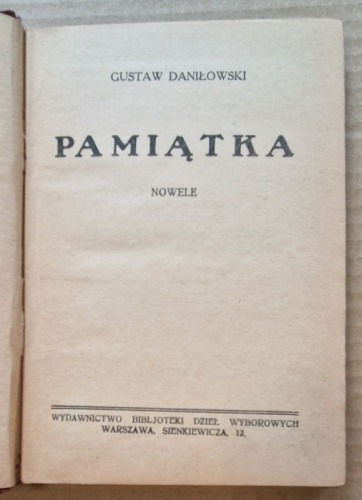 GUSTAW DANIŁOWSKI
PAMIĄTKA
NOWELE
WYDAWNICTWO BIBLJOTEKI DZIEŁ WYBOROWYCH
WARSZAWA, SIENKIEWICZA, 12.